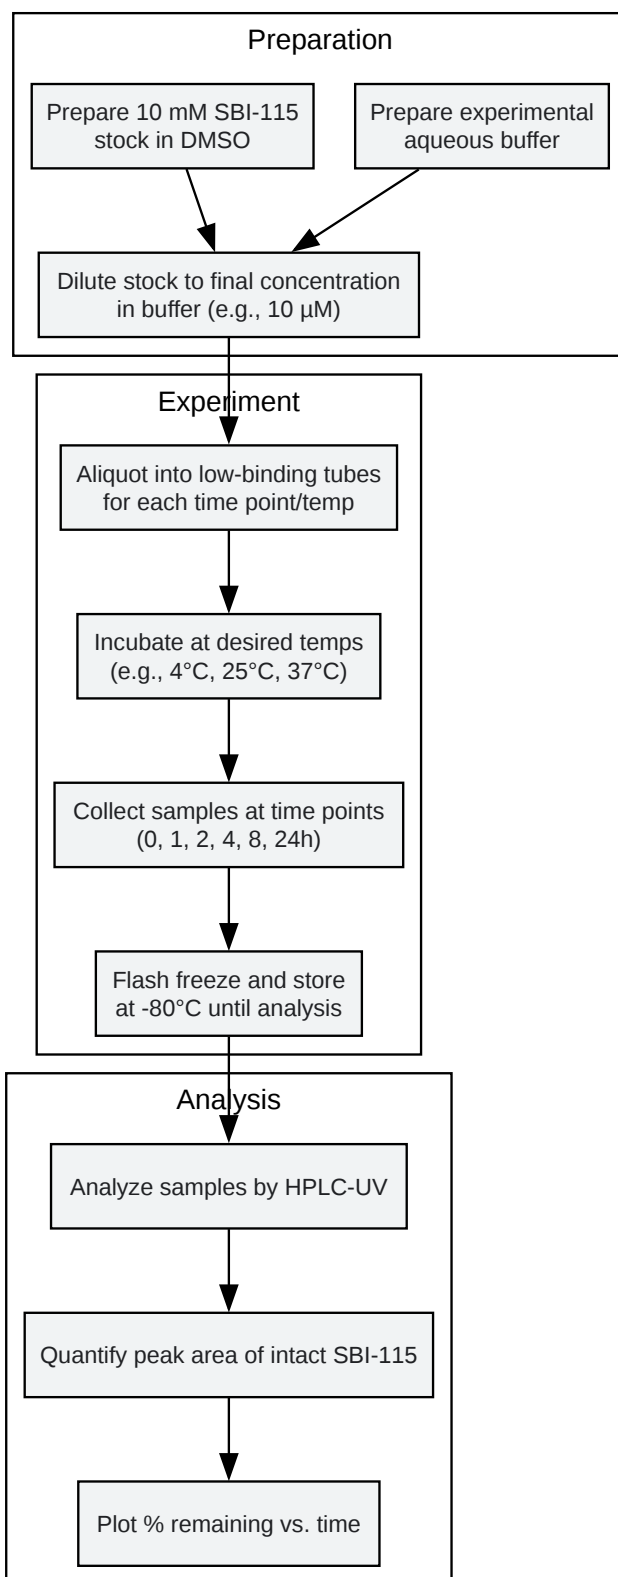 Preparation
Prepare 10 mM SBI-115
stock in DMSO
Prepare experimental
aqueous buffer
Dilute stock to final concentration
in buffer (e.g., 10 µM)
Experiment
Aliquot into low-binding tubes
for each time point/temp
Incubate at desired temps
(e.g., 4°C, 25°C, 37°C)
Collect samples at time points
(0, 1, 2, 4, 8, 24h)
Flash freeze and store
at -80°C until analysis
Analysis
Analyze samples by HPLC-UV
Quantify peak area of intact SBI-115
Plot % remaining vs. time